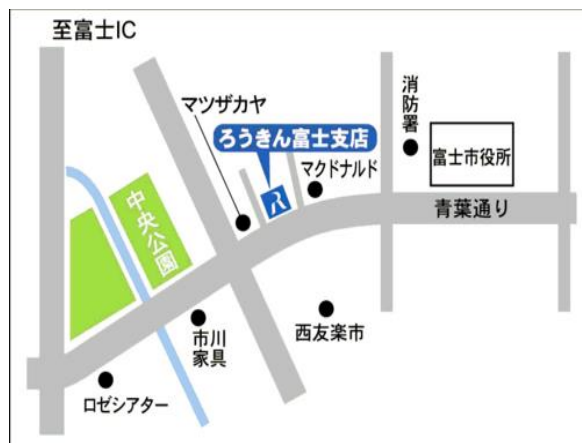 至富士IC
マツザカヤ
ろうきん富士支店
マクドナルド
消防署
富士市役所
青葉通り
中央公園
西友楽市
市川
家具
ロゼシアター